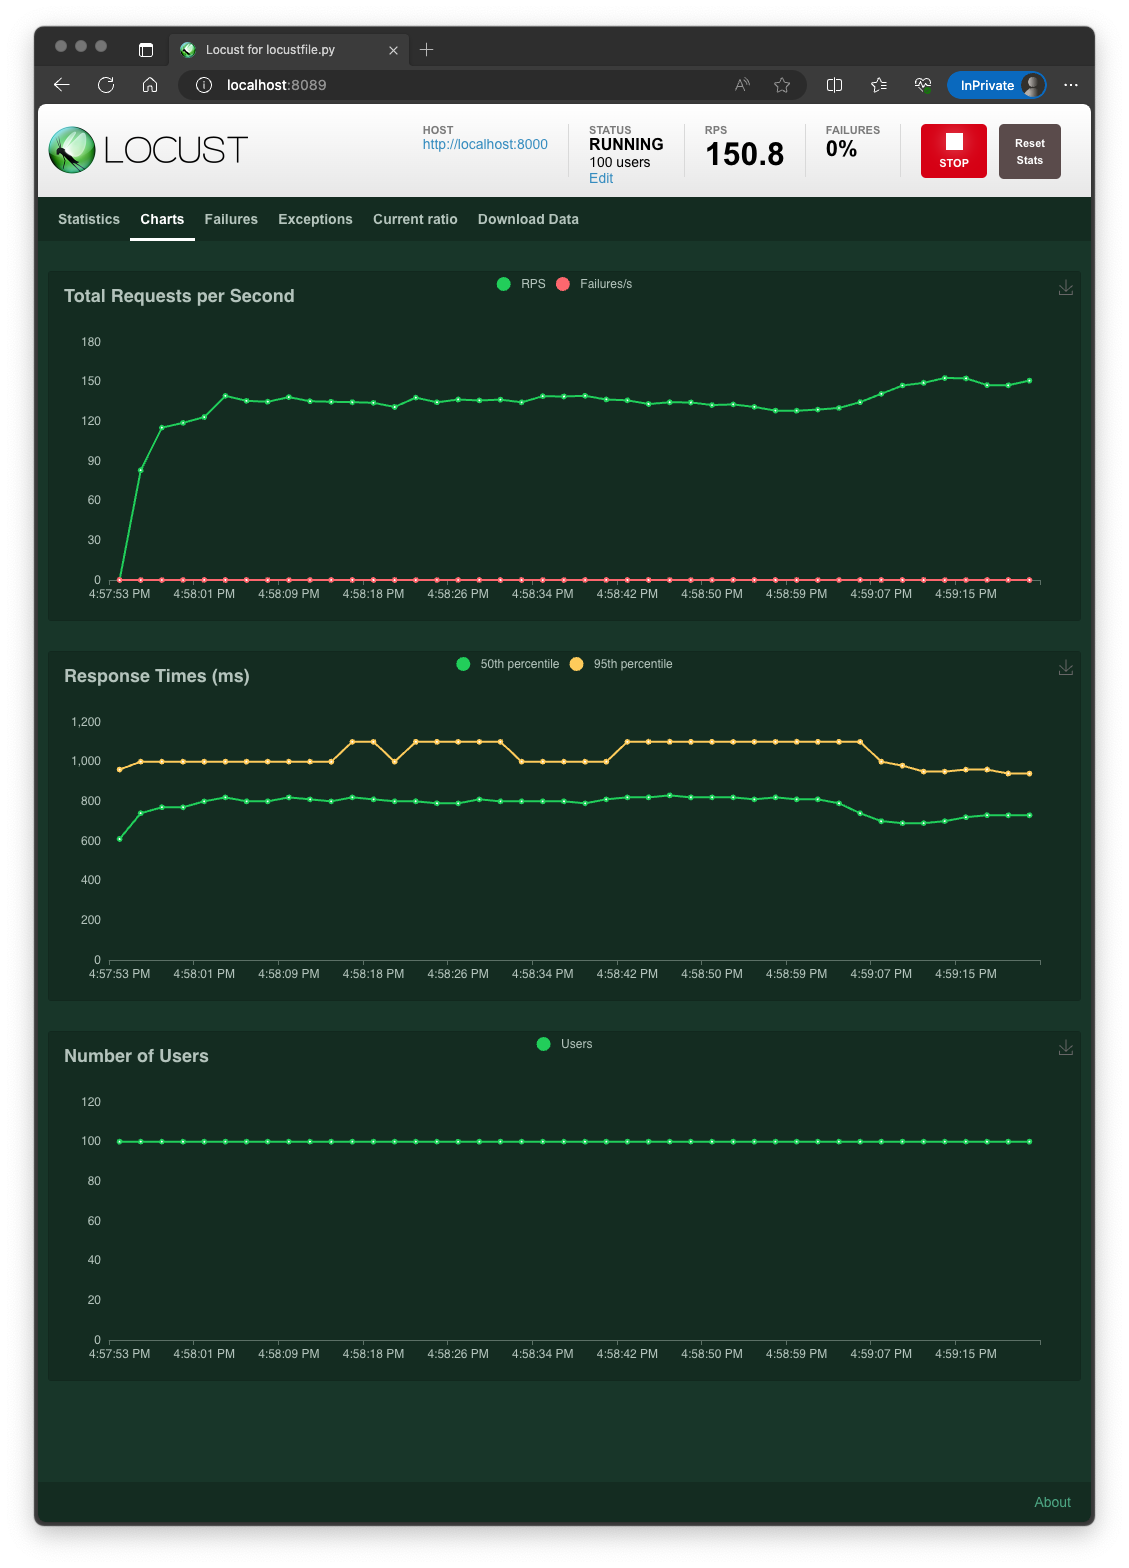 Locust for locustfile.py
localhost:8089
InPrivate
LOCUST
HOST
http://localhost:8000
STATUS
RUNNING
100 users
Edit
RPS
150.8
FAILURES
0%
STOP
Reset
Stats
Statistics Charts Failures Exceptions Current ratio Download Data
Total Requests per Second
RPS Failures/s
180
150
120
90
60
30
0
4:57:53 PM 4:58:01 PM 4:58:09 PM 4:58:18 PM 4:58:26 PM 4:58:34 PM 4:58:42 PM 4:58:50 PM 4:58:59 PM 4:59:07 PM 4:59:15 PM
Response Times (ms)
50th percentile 95th percentile
1,200
1,000
800
600
400
200
0
4:57:53 PM 4:58:01 PM 4:58:09 PM 4:58:18 PM 4:58:26 PM 4:58:34 PM 4:58:42 PM 4:58:50 PM 4:58:59 PM 4:59:07 PM 4:59:15 PM
Number of Users
Users
120
100
80
60
40
20
0
4:57:53 PM 4:58:01 PM 4:58:09 PM 4:58:18 PM 4:58:26 PM 4:58:34 PM 4:58:42 PM 4:58:50 PM 4:58:59 PM 4:59:07 PM 4:59:15 PM
About